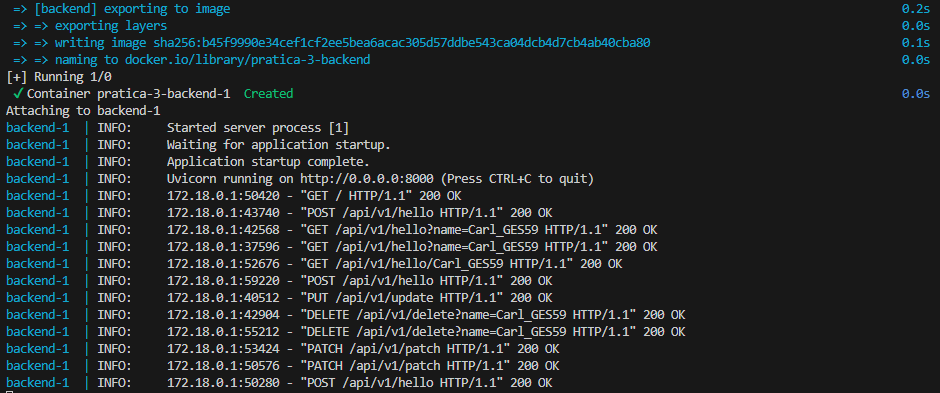 => [backend] exporting to image 0.2s
=> => exporting layers 0.0s
=> => writing image sha256:b45f9990e34cef1cf2ee5bea6acac305d57ddbe543ca04dcb4d7cb4ab40cba80 0.1s
=> => naming to docker.io/library/pratica-3-backend 0.0s
[+] Running 1/0
✓ Container pratica-3-backend-1 Created 0.0s
Attaching to backend-1
backend-1 | INFO: Started server process [1]
backend-1 | INFO: Waiting for application startup.
backend-1 | INFO: Application startup complete.
backend-1 | INFO: Uvicorn running on http://0.0.0.0:8000 (Press CTRL+C to quit)
backend-1 | INFO: 172.18.0.1:50420 - "GET / HTTP/1.1" 200 OK
backend-1 | INFO: 172.18.0.1:43740 - "POST /api/v1/hello HTTP/1.1" 200 OK
backend-1 | INFO: 172.18.0.1:42568 - "GET /api/v1/hello?name=Carl_GES59 HTTP/1.1" 200 OK
backend-1 | INFO: 172.18.0.1:37596 - "GET /api/v1/hello?name=Carl_GES59 HTTP/1.1" 200 OK
backend-1 | INFO: 172.18.0.1:52676 - "GET /api/v1/hello/Carl_GES59 HTTP/1.1" 200 OK
backend-1 | INFO: 172.18.0.1:59220 - "POST /api/v1/hello HTTP/1.1" 200 OK
backend-1 | INFO: 172.18.0.1:40512 - "PUT /api/v1/update HTTP/1.1" 200 OK
backend-1 | INFO: 172.18.0.1:42904 - "DELETE /api/v1/delete?name=Carl_GES59 HTTP/1.1" 200 OK
backend-1 | INFO: 172.18.0.1:55212 - "DELETE /api/v1/delete?name=Carl_GES59 HTTP/1.1" 200 OK
backend-1 | INFO: 172.18.0.1:53424 - "PATCH /api/v1/patch HTTP/1.1" 200 OK
backend-1 | INFO: 172.18.0.1:50576 - "PATCH /api/v1/patch HTTP/1.1" 200 OK
backend-1 | INFO: 172.18.0.1:50280 - "POST /api/v1/hello HTTP/1.1" 200 OK